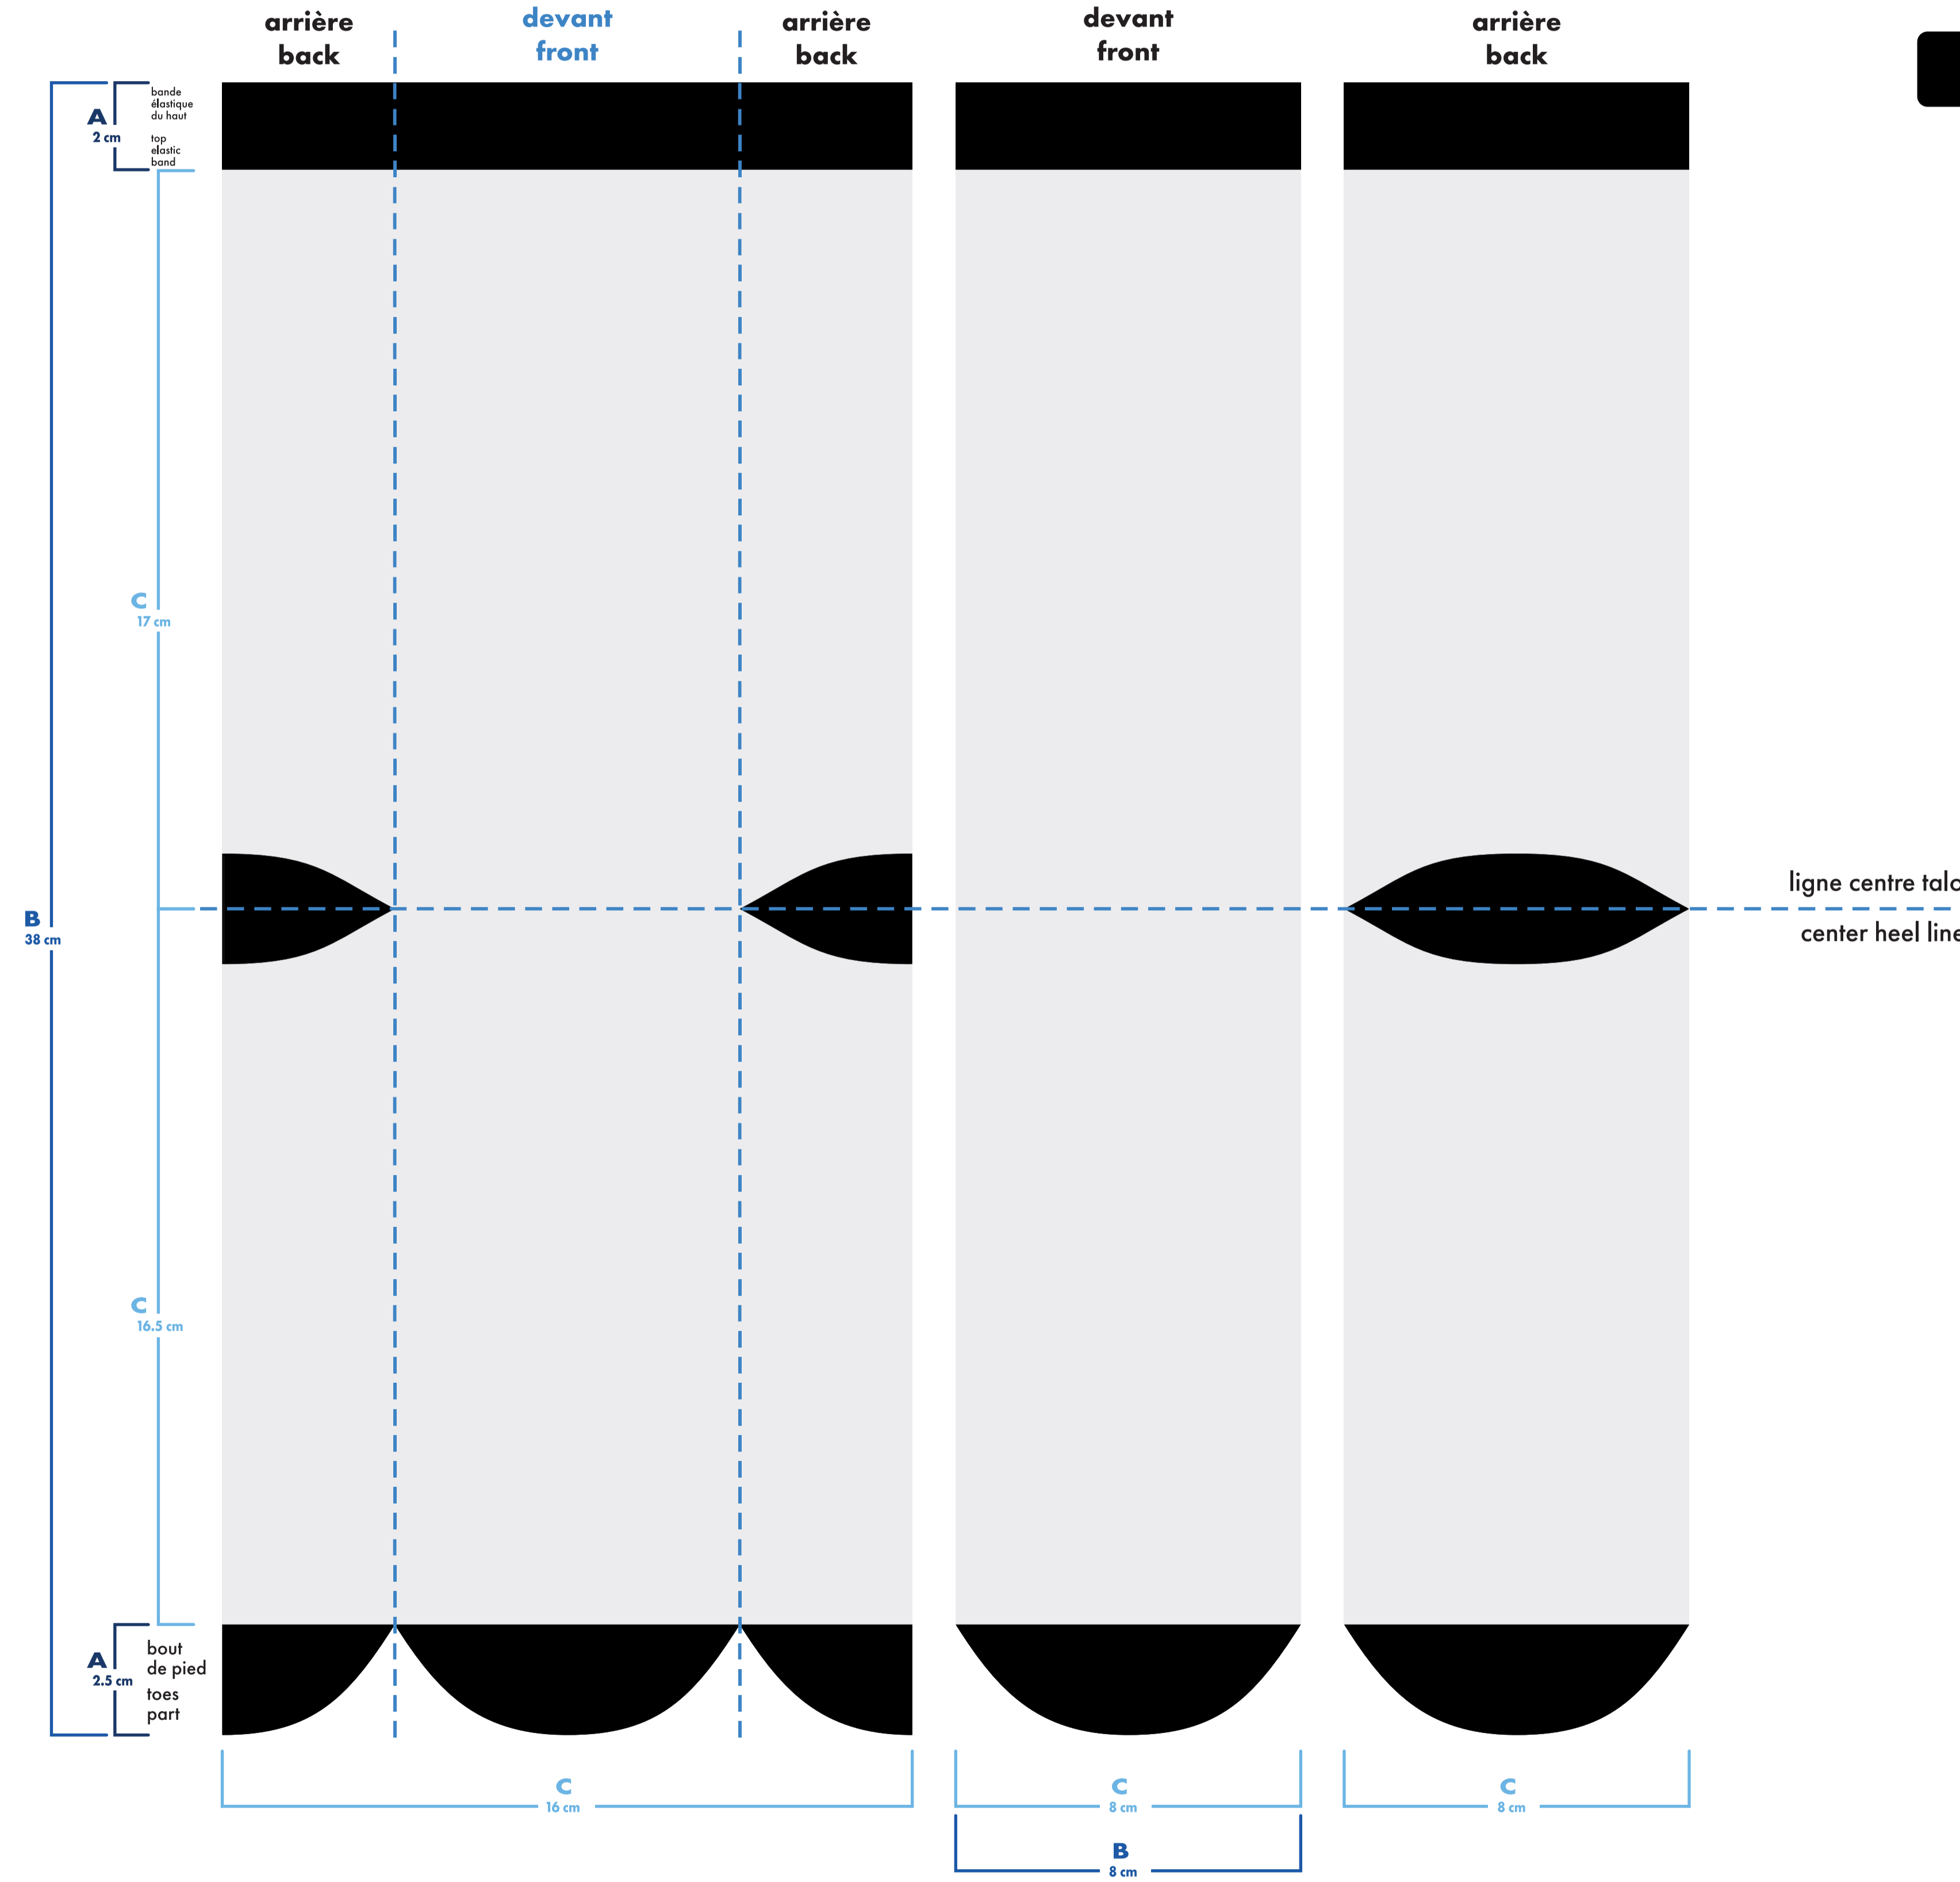 arrière
back
devant
front
arrière
back
devant
front
arrière
back
A
2 cm
bande
élastique
du haut
top
elastic
band
C
17 cm
B
38 cm
ligne centre talo
center heel line
C
16.5 cm
A
2.5 cm
bout
de pied
toes
part
C
16 cm
C
8 cm
C
8 cm
B
8 cm